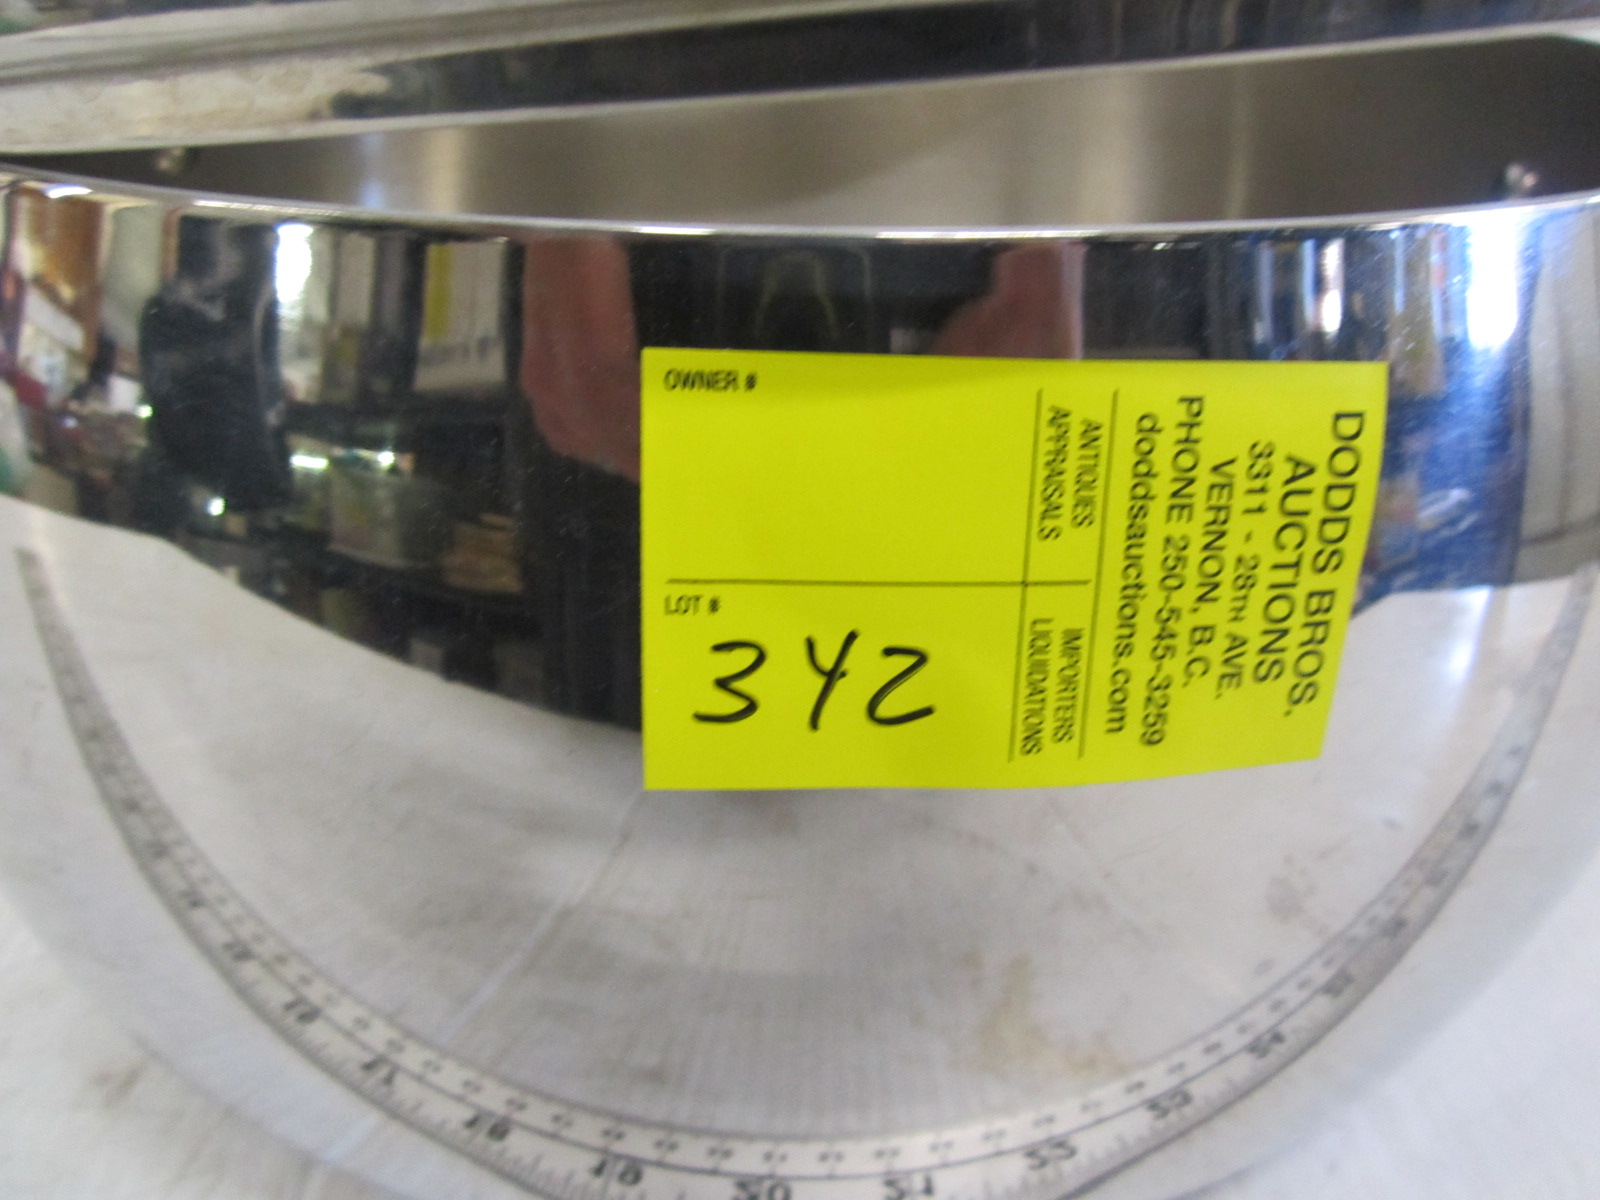 OWNER #
LOT #
342
DODDS BROS.
AUCTIONS
3311 - 28TH AVE.
VERNON, B.C.
PHONE 250-545-3259
doddsauctions.com
ANTIQUES
APPRAISALS
IMPORTERS
LIQUIDATIONS